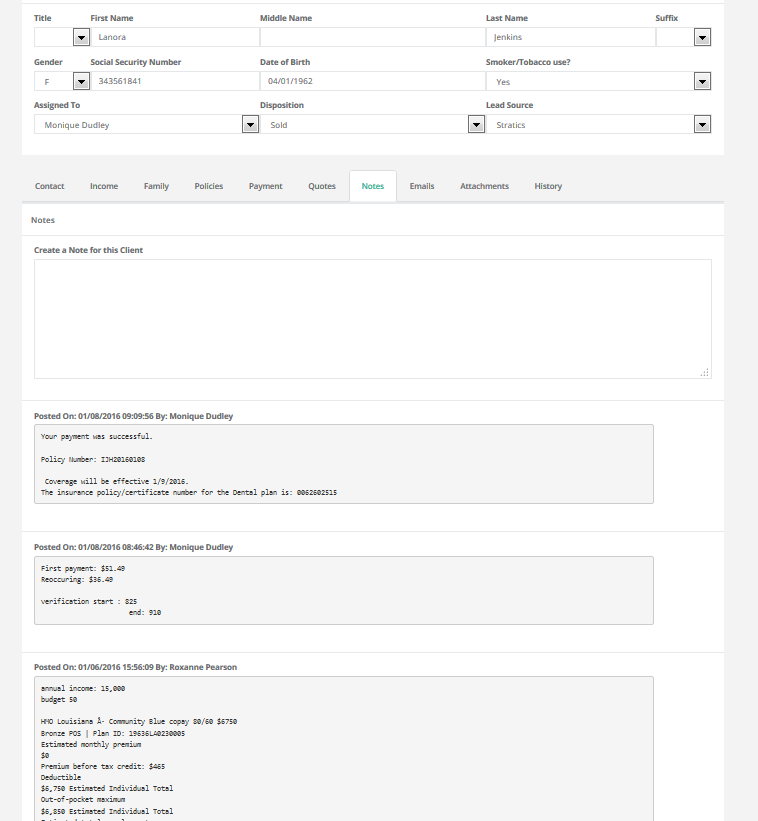 Title First Name Middle Name Last Name Suffix
Lanora Jenkins
Gender Social Security Number Date of Birth Smoker/Tobacco use?
F 343561841 04/01/1962 Yes
Assigned To Disposition Lead Source
Monique Dudley Sold Stratics
Contact Income Family Policies Payment Quotes Notes Emails Attachments History
Notes
Create a Note for this Client
Posted On: 01/08/2016 09:09:56 By: Monique Dudley
Your payment was successful.
Policy Number: IJH20160108
Coverage will be effective 1/9/2016.
The insurance policy/certificate number for the Dental plan is: 0062602515
Posted On: 01/08/2016 08:46:42 By: Monique Dudley
First payment: $51.49
Reoccuring: $36.49
verification start : 825
end: 910
Posted On: 01/06/2016 15:56:09 By: Roxanne Pearson
annual income: 15,000
budget 50
HMO Louisiana Â· Community Blue copay 80/60 $6750
Bronze POS | Plan ID: 19636LA0230005
Estimated monthly premium
$0
Premium before tax credit: $465
Deductible
$6,750 Estimated Individual Total
Out-of-pocket maximum
$6,850 Estimated Individual Total